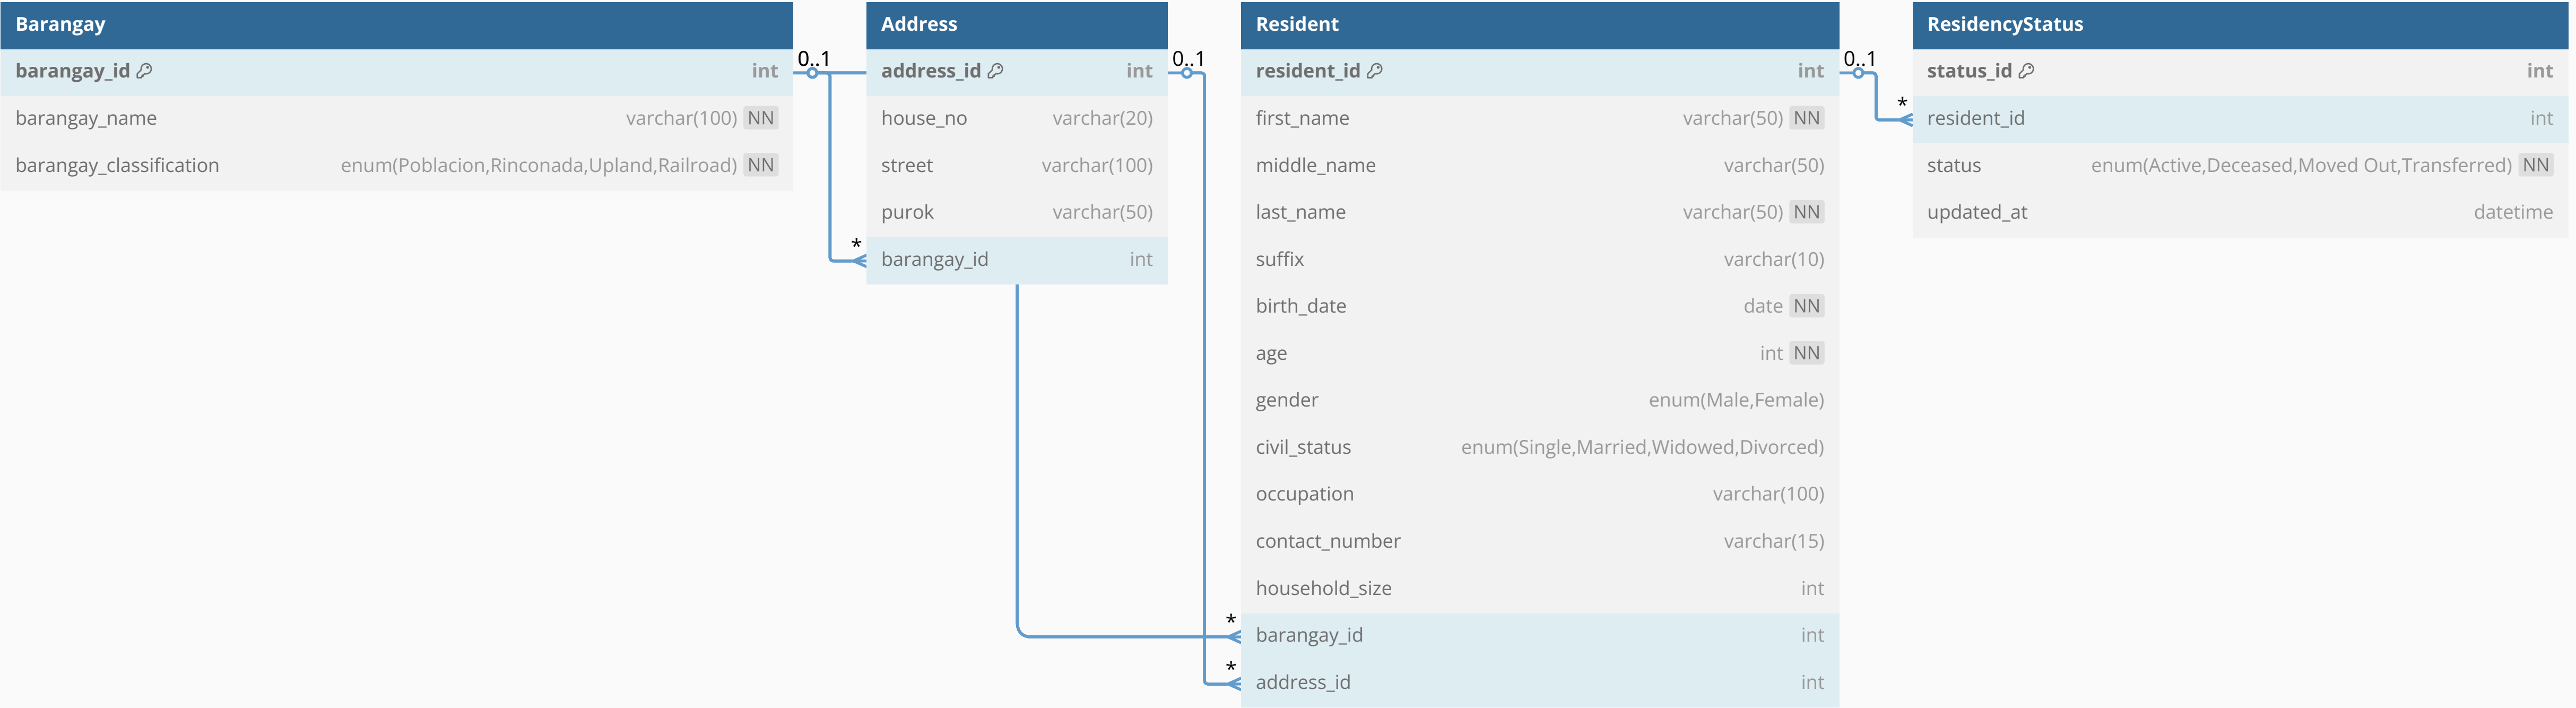 Barangay
barangay_id int
barangay_name varchar(100) NN
barangay_classification enum(Poblacion,Rinconada,Upland,Railroad) NN
0..1
*
Address
address_id int
house_no varchar(20)
street varchar(100)
purok varchar(50)
barangay_id int
0..1
*
*
Resident
resident_id int
first_name varchar(50) NN
middle_name varchar(50)
last_name varchar(50) NN
suffix varchar(10)
birth_date date NN
age int NN
gender enum(Male,Female)
civil_status enum(Single,Married,Widowed,Divorced)
occupation varchar(100)
contact_number varchar(15)
household_size int
barangay_id int
address_id int
0..1
*
ResidencyStatus
status_id int
resident_id int
status enum(Active,Deceased,Moved Out,Transferred) NN
updated_at datetime